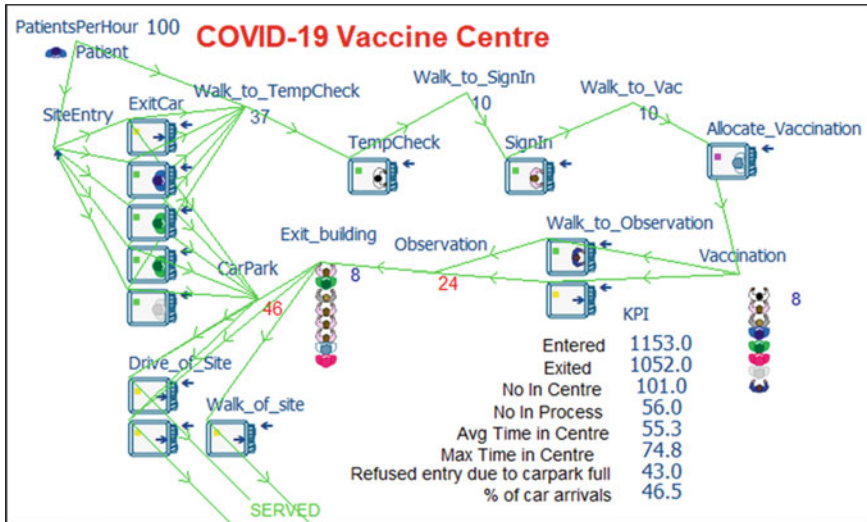 PatientsPerHour 100
COVID-19 Vaccine Centre
Patient
Walk_to_TempCheck
37
Walk_to_SignIn
10
Walk_to_Vac
10
SiteEntry
ExitCar
TempCheck
SignIn
Allocate_Vaccination
Walk_to_Observation
Exit_building
Observation
Vaccination
CarPark
8
24
8
46
KPI
Entered 1153.0
Exited 1052.0
No In Centre 101.0
No In Process 56.0
Avg Time in Centre 55.3
Max Time in Centre 74.8
Refused entry due to carpark full 43.0
% of car arrivals 46.5
Drive_of_Site
Walk_of_site
SERVED